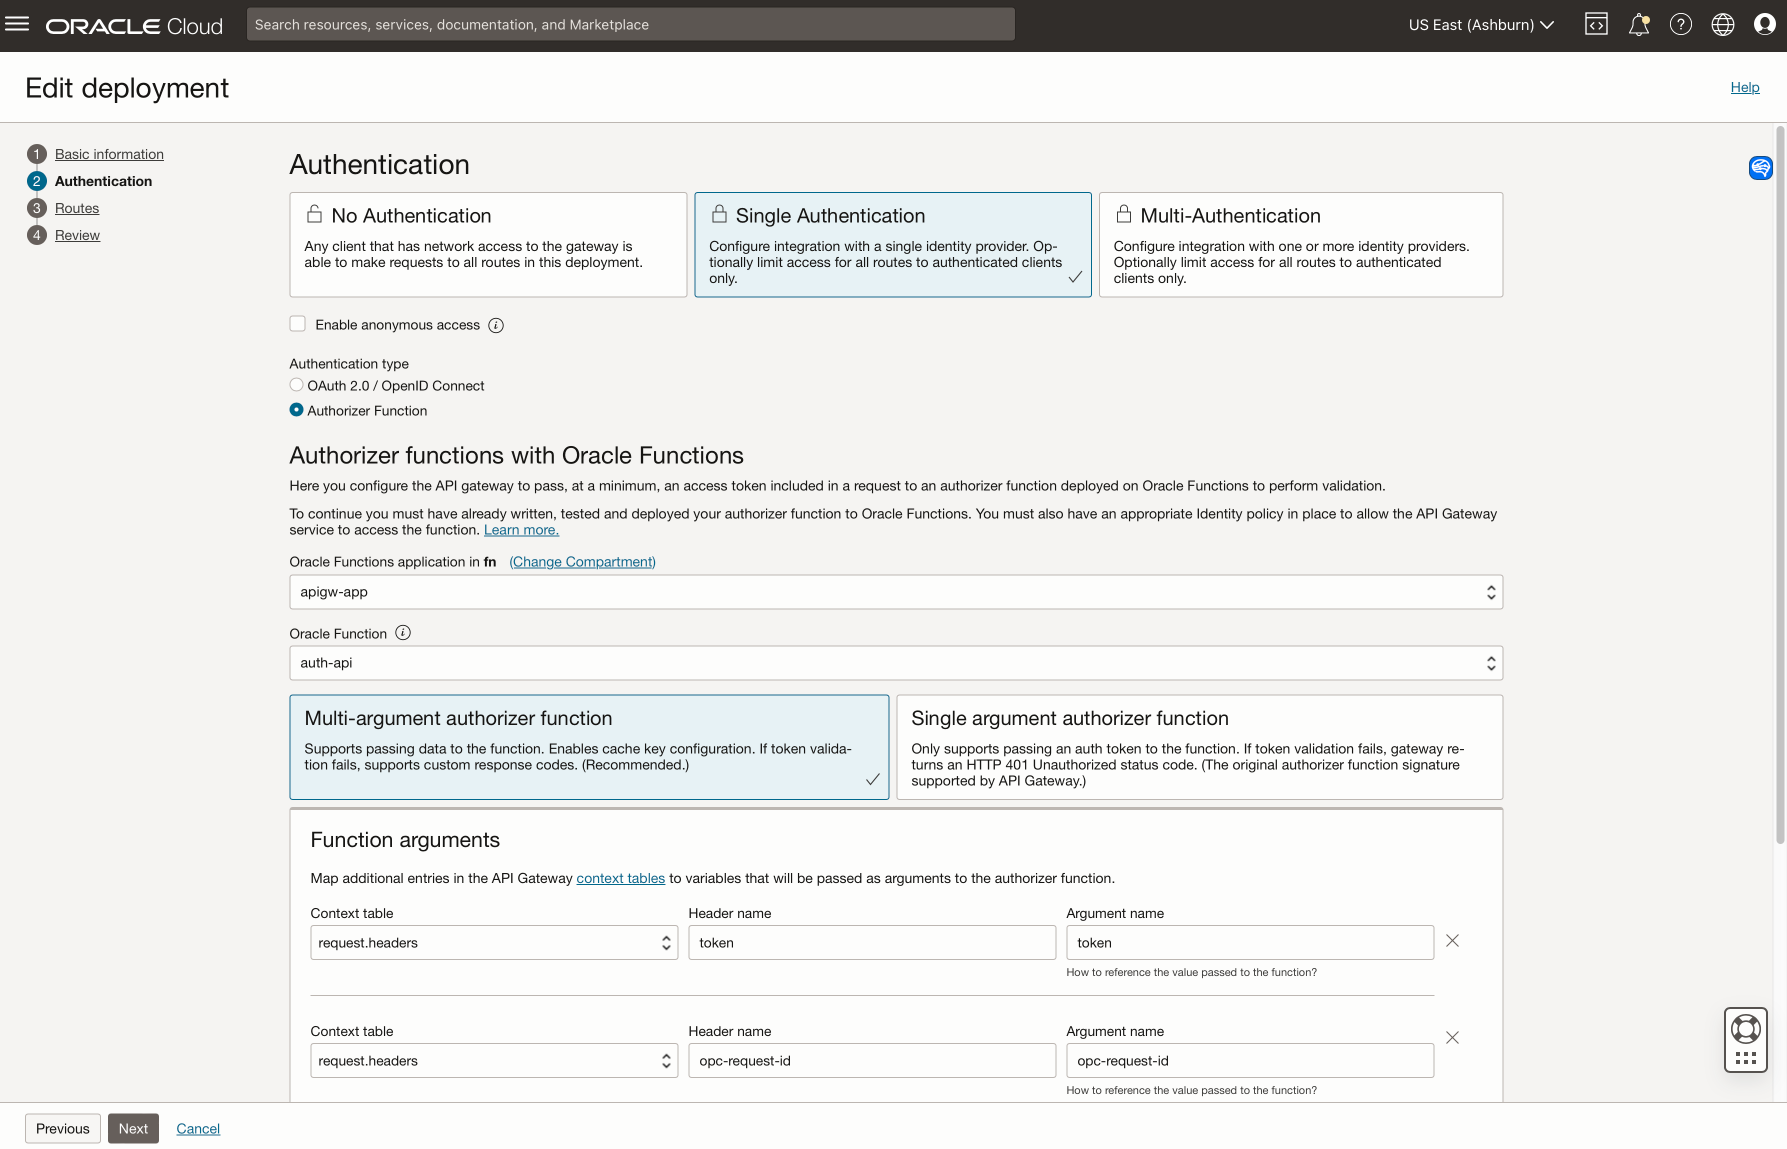 ORACLE Cloud
Search resources, services, documentation, and Marketplace
US East (Ashburn)
Edit deployment
Help
1 Basic information
2 Authentication
3 Routes
4 Review
Authentication
No Authentication
Any client that has network access to the gateway is
able to make requests to all routes in this deployment.
Single Authentication
Configure integration with a single identity provider. Op-
tionally limit access for all routes to authenticated clients
only.
Multi-Authentication
Configure integration with one or more identity providers.
Optionally limit access for all routes to authenticated
clients only.
Enable anonymous access
Authentication type
OAuth 2.0 / OpenID Connect
Authorizer Function
Authorizer functions with Oracle Functions
Here you configure the API gateway to pass, at a minimum, an access token included in a request to an authorizer function deployed on Oracle Functions to perform validation.
To continue you must have already written, tested and deployed your authorizer function to Oracle Functions. You must also have an appropriate Identity policy in place to allow the API Gateway
service to access the function. Learn more.
Oracle Functions application in fn (Change Compartment)
apigw-app
Oracle Function
auth-api
Multi-argument authorizer function
Supports passing data to the function. Enables cache key configuration. If token valida-
tion fails, supports custom response codes. (Recommended.)
Single argument authorizer function
Only supports passing an auth token to the function. If token validation fails, gateway re-
turns an HTTP 401 Unauthorized status code. (The original authorizer function signature
supported by API Gateway.)
Function arguments
Map additional entries in the API Gateway context tables to variables that will be passed as arguments to the authorizer function.
Context table Header name Argument name
request.headers token token
How to reference the value passed to the function?
Context table Header name Argument name
request.headers opc-request-id opc-request-id
How to reference the value passed to the function?
Previous Next Cancel